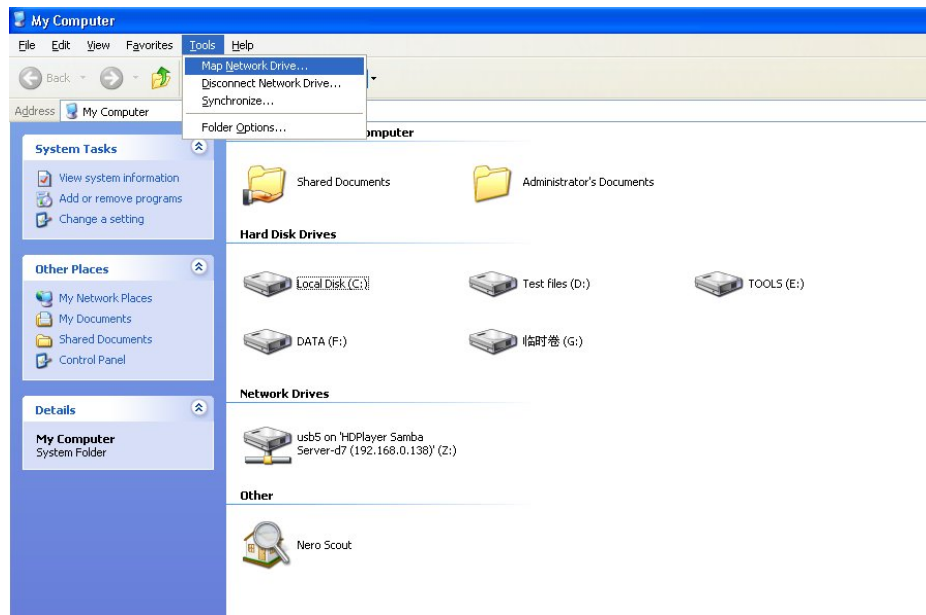 My Computer
File Edit View Favorites Tools Help
Back
Map Network Drive...
Disconnect Network Drive...
Synchronize...
Folder Options...
Address My Computer
omputer
System Tasks
View system information
Add or remove programs
Change a setting
Other Places
My Network Places
My Documents
Shared Documents
Control Panel
Details
My Computer
System Folder
Shared Documents Administrator's Documents
Hard Disk Drives
Local Disk (C:) Test files (D:) TOOLS (E:)
DATA (F:) 临时卷 (G:)
Network Drives
usb5 on 'HDPlayer Samba
Server-d7 (192.168.0.138)' (Z:)
Other
Nero Scout